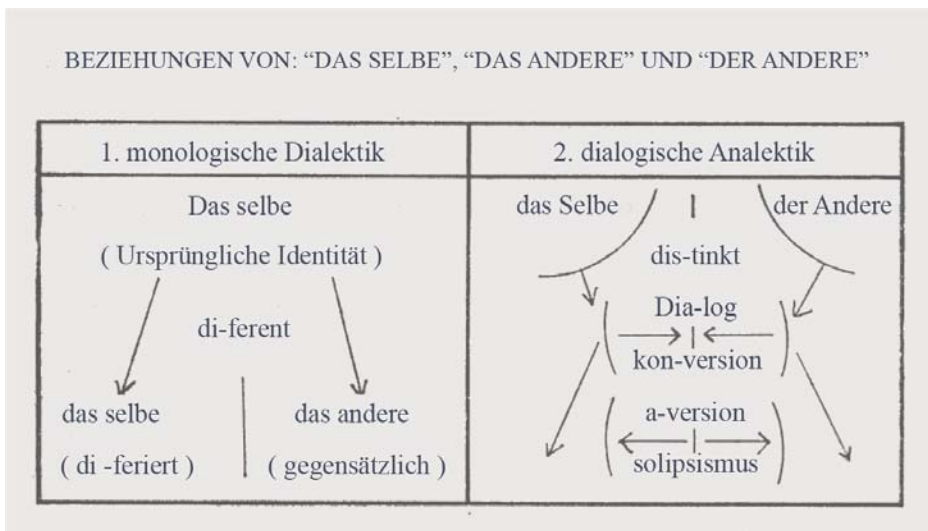 BEZIEHUNGEN VON: “DAS SELBE”, “DAS ANDERE” UND “DER ANDERE”
1. monologische Dialektik
Das selbe
( Ursprüngliche Identität )
di-ferent
das selbe
das andere
( di -feriert )
( gegensätzlich )
2. dialogische Analektik
das Selbe
der Andere
dis-tinkt
Dia-log
kon-version
a-version
solipsismus